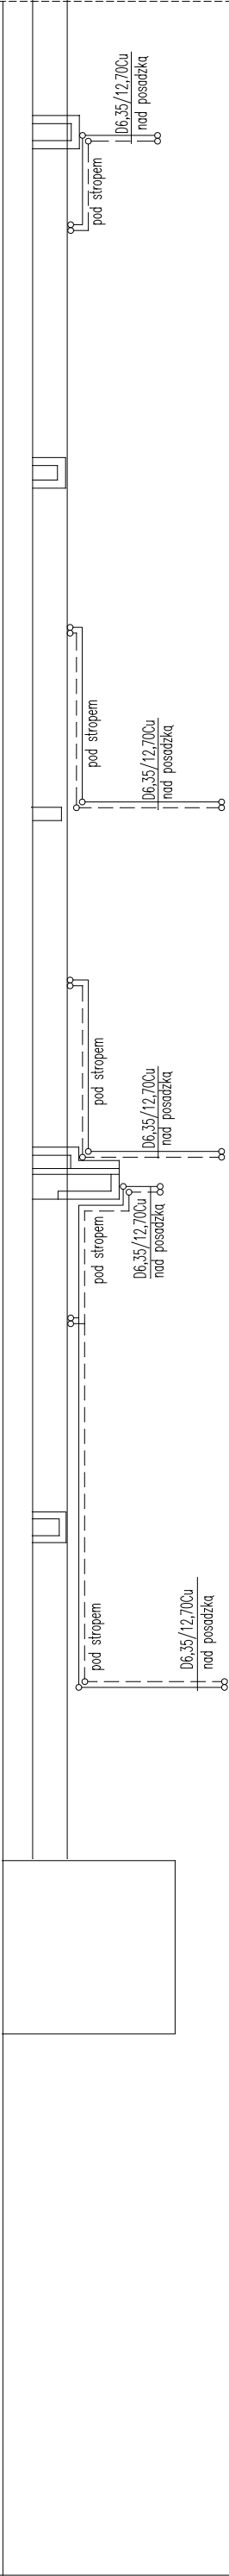 D6,35/12,70Cu
nad posadzką
pod stropem
pod stropem
D6,35/12,70Cu
nad posadzką
pod stropem
D6,35/12,70Cu
nad posadzką
pod stropem
D6,35/12,70Cu
nad posadzką
pod stropem
D6,35/12,70Cu
nad posadzką